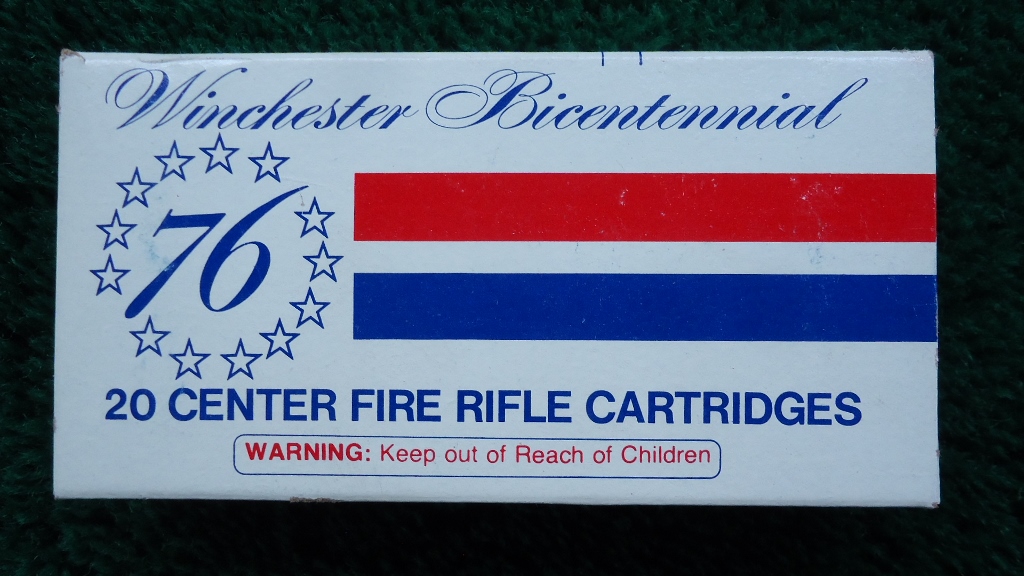 Winchester Bicentennial
76
20 CENTER FIRE RIFLE CARTRIDGES
WARNING: Keep out of Reach of Children